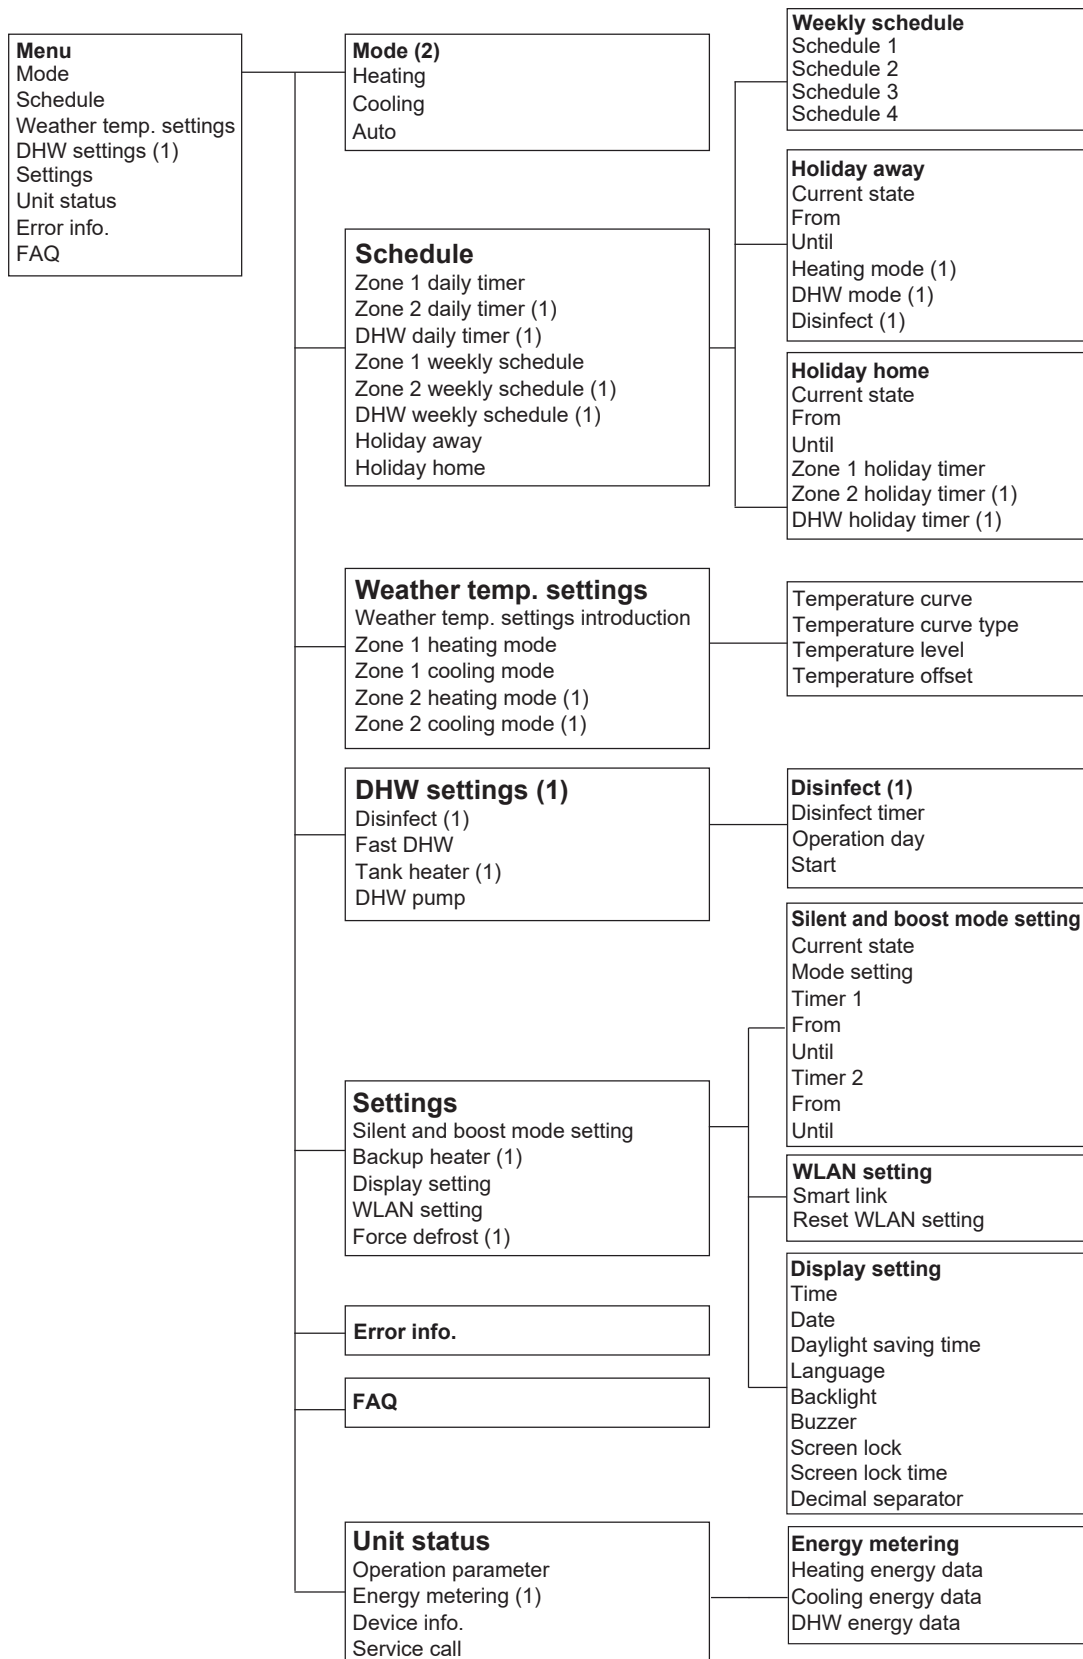 Menu
Mode
Schedule
Weather temp. settings
DHW settings (1)
Settings
Unit status
Error info.
FAQ
Mode (2)
Heating
Cooling
Auto
Schedule
Zone 1 daily timer
Zone 2 daily timer (1)
DHW daily timer (1)
Zone 1 weekly schedule
Zone 2 weekly schedule (1)
DHW weekly schedule (1)
Holiday away
Holiday home
Weekly schedule
Schedule 1
Schedule 2
Schedule 3
Schedule 4
Holiday away
Current state
From
Until
Heating mode (1)
DHW mode (1)
Disinfect (1)
Holiday home
Current state
From
Until
Zone 1 holiday timer
Zone 2 holiday timer (1)
DHW holiday timer (1)
Weather temp. settings
Weather temp. settings introduction
Zone 1 heating mode
Zone 1 cooling mode
Zone 2 heating mode (1)
Zone 2 cooling mode (1)
Temperature curve
Temperature curve type
Temperature level
Temperature offset
DHW settings (1)
Disinfect (1)
Fast DHW
Tank heater (1)
DHW pump
Disinfect (1)
Disinfect timer
Operation day
Start
Settings
Silent and boost mode setting
Backup heater (1)
Display setting
WLAN setting
Force defrost (1)
Silent and boost mode setting
Current state
Mode setting
Timer 1
From
Until
Timer 2
From
Until
WLAN setting
Smart link
Reset WLAN setting
Display setting
Time
Date
Daylight saving time
Language
Backlight
Buzzer
Screen lock
Screen lock time
Decimal separator
Error info.
FAQ
Unit status
Operation parameter
Energy metering (1)
Device info.
Service call
Energy metering
Heating energy data
Cooling energy data
DHW energy data